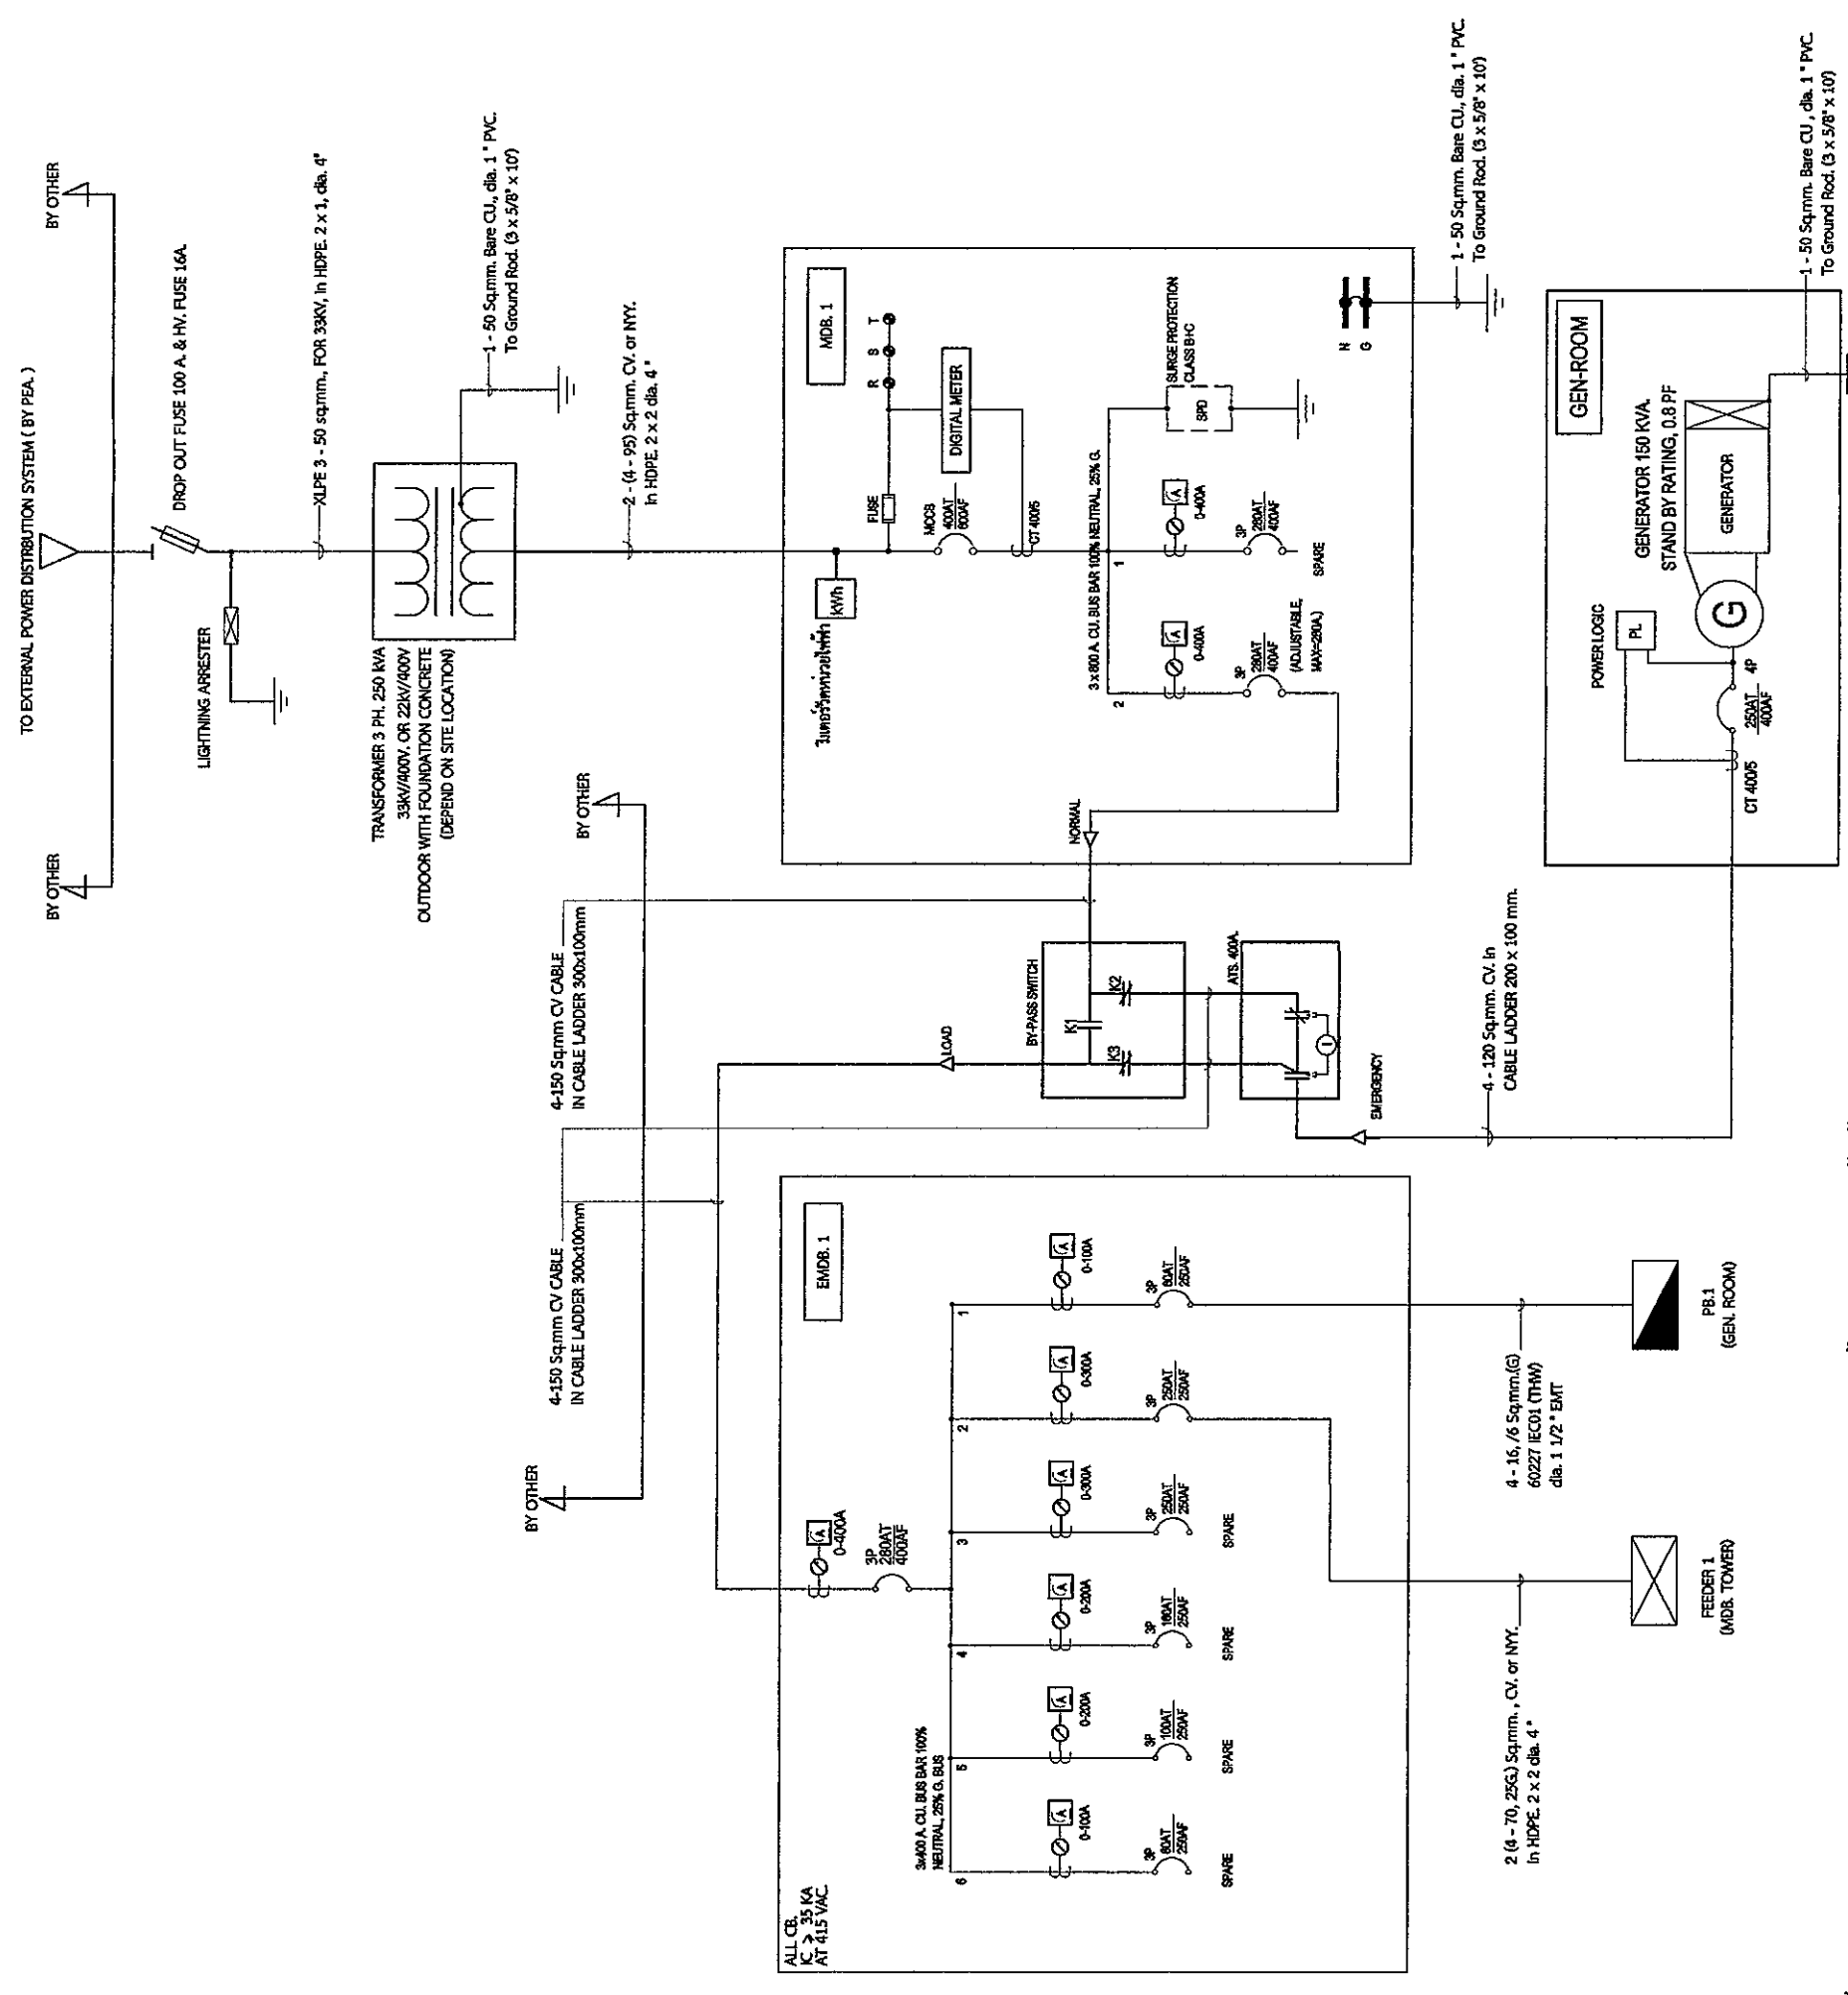 TO EXTERNAL POWER DISTRIBUTION SYSTEM ( BY PEA. )
BY OTHER
BY OTHER
DROP OUT FUSE 100 A. & HV. FUSE 16A.
LIGHTNING ARRESTER
XLPE 3 - 50 sq.mm., FOR 33kV, in HDPE. 2 x 1, dia. 4"
TRANSFORMER 3 PH. 250 kVA
33kV/400V. OR 22kV/400V
OUTDOOR WITH FOUNDATION CONCRETE
(DEPEND ON SITE LOCATION)
1 - 50 Sq.mm. Bare CU., dia. 1 " PVC.
To Ground Rod. (3 x 5/8" x 10')
2 - (4 - 95) Sq.mm. CV. or NYY.
In HDPE. 2 x 2 dia. 4 "
BY OTHER
BY OTHER
MDB. 1
kWh
R S T
FUSE
DIGITAL METER
MCCB
400AT
600AF
CT 400/5
3 x 800 A. CU. BUS BAR 100% NEUTRAL, 25% G.
SURGE PROTECTION
CLASS B+C
SPD
1
A
0-400A
3P
280AT
400AF
SPARE
2
A
0-400A
3P
280AT
400AF
(ADJUSTABLE,
MAX=280A)
N
G
1 - 50 Sq.mm. Bare CU., dia. 1 " PVC.
To Ground Rod. (3 x 5/8" x 10')
NORMAL
4-150 Sq.mm CV CABLE
IN CABLE LADDER 300x100mm
4-150 Sq.mm CV CABLE
IN CABLE LADDER 300x100mm
BY-PASS SWITCH
K1
K2
K3
LOAD
ATS. 400A.
EMERGENCY
4 - 120 Sq.mm. CV. In
CABLE LADDER 200 x 100 mm.
GEN-ROOM
GENERATOR 150 KVA.
STAND BY RATING, 0.8 PF
GENERATOR
G
POWER LOGIC
PL
4P
250AT
400AF
CT 400/5
1 - 50 Sq.mm. Bare CU., dia. 1 " PVC.
To Ground Rod. (3 x 5/8" x 10')
EMDB. 1
ALL CB.
IC ≥ 35 KA
AT 415 VAC.
A
0-400A
3P
280AT
400AF
3x400 A. CU. BUS BAR 100%
NEUTRAL, 25% G. BUS
6
A
0-100A
3P
80AT
250AF
SPARE
5
A
0-200A
3P
100AT
250AF
SPARE
4
A
0-200A
3P
160AT
250AF
SPARE
3
A
0-300A
3P
250AT
250AF
SPARE
2
A
0-300A
3P
250AT
250AF
1
A
0-100A
3P
250AF
2 (4 - 70, 25G.) Sq.mm. , CV. or NYY.
In HDPE. 2 x 2 dia. 4 "
4 - 16, /6 Sq.mm.(G)
60227 IEC01 (THW)
dia. 1 1/2 " EMT
FEEDER 1
(MDB. TOWER)
PB.1
(GEN. ROOM)